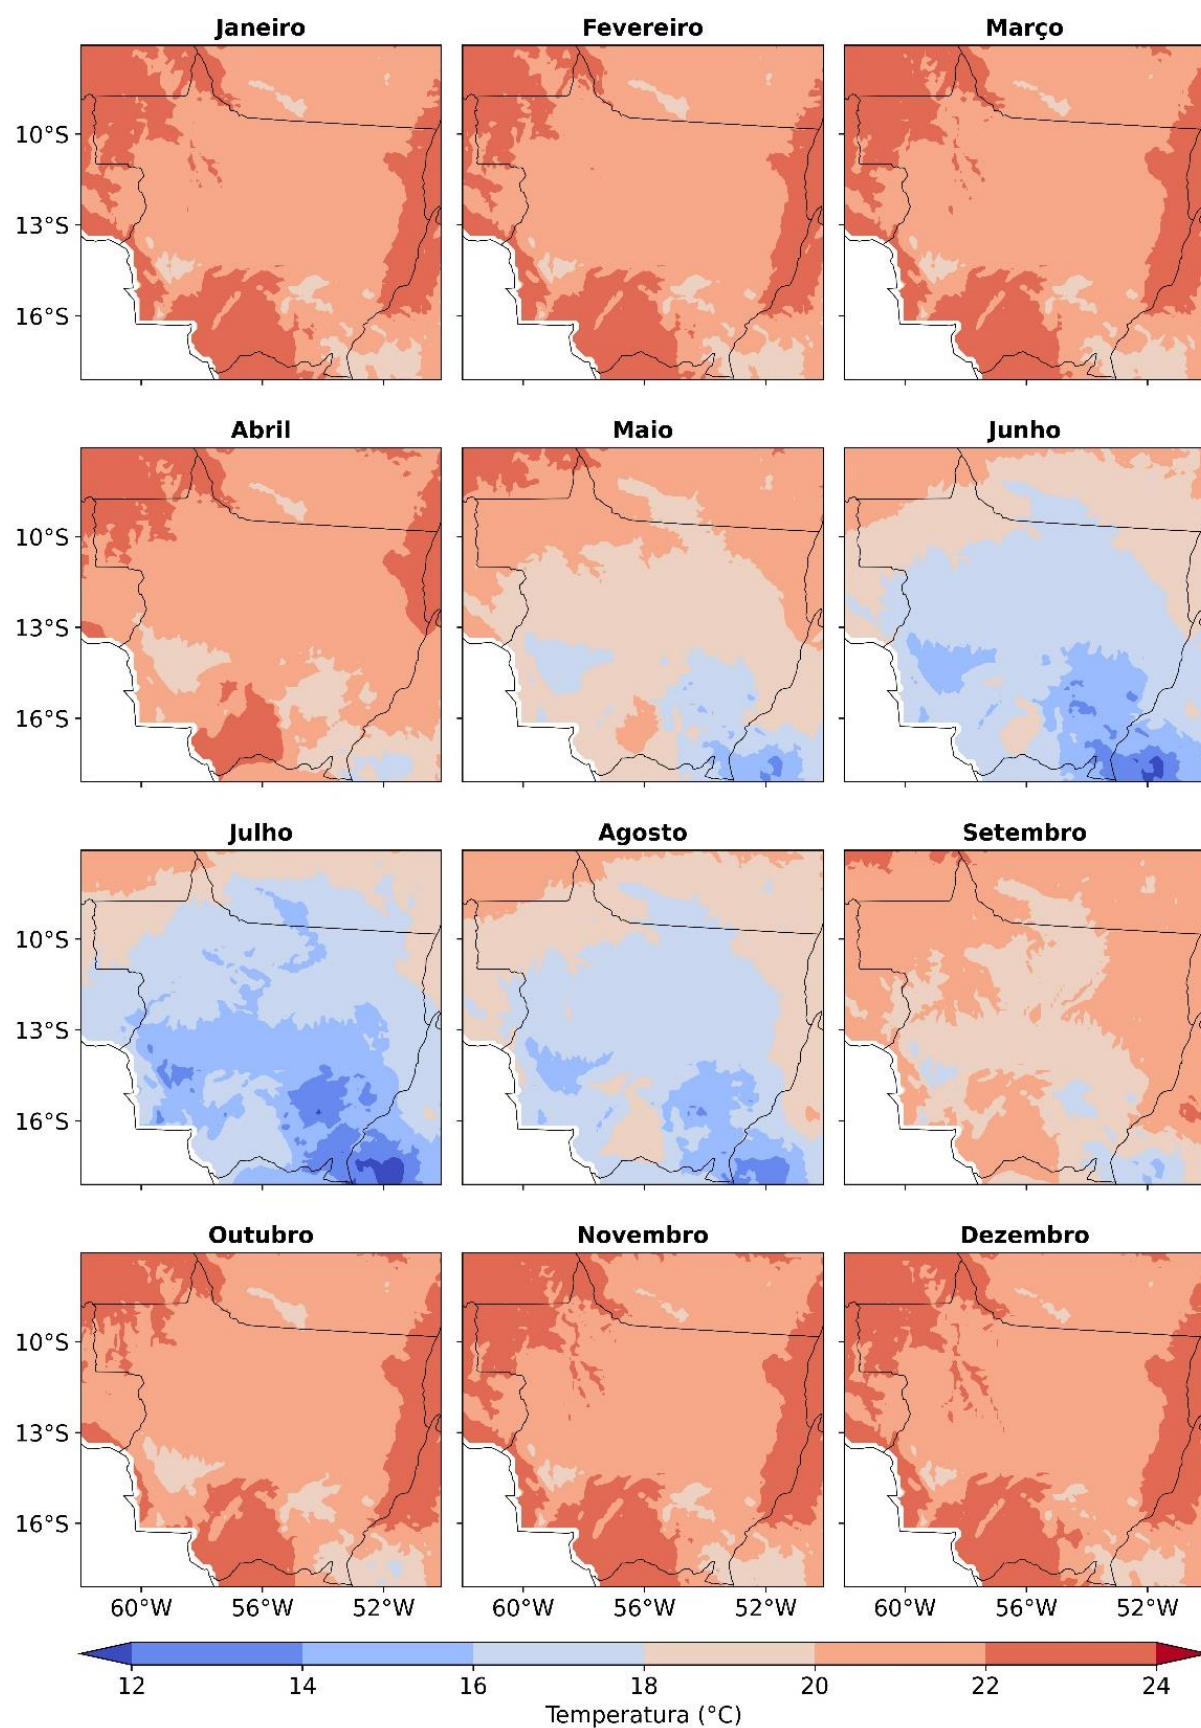 Janeiro Fevereiro Março
10°S
13°S
16°S
Abril Maio Junho
10°S
13°S
16°S
Julho Agosto Setembro
10°S
13°S
16°S
Outubro Novembro Dezembro
10°S
13°S
16°S
60°W 56°W 52°W 60°W 56°W 52°W 60°W 56°W 52°W
12 14 16 18 20 22 24
Temperatura (°C)